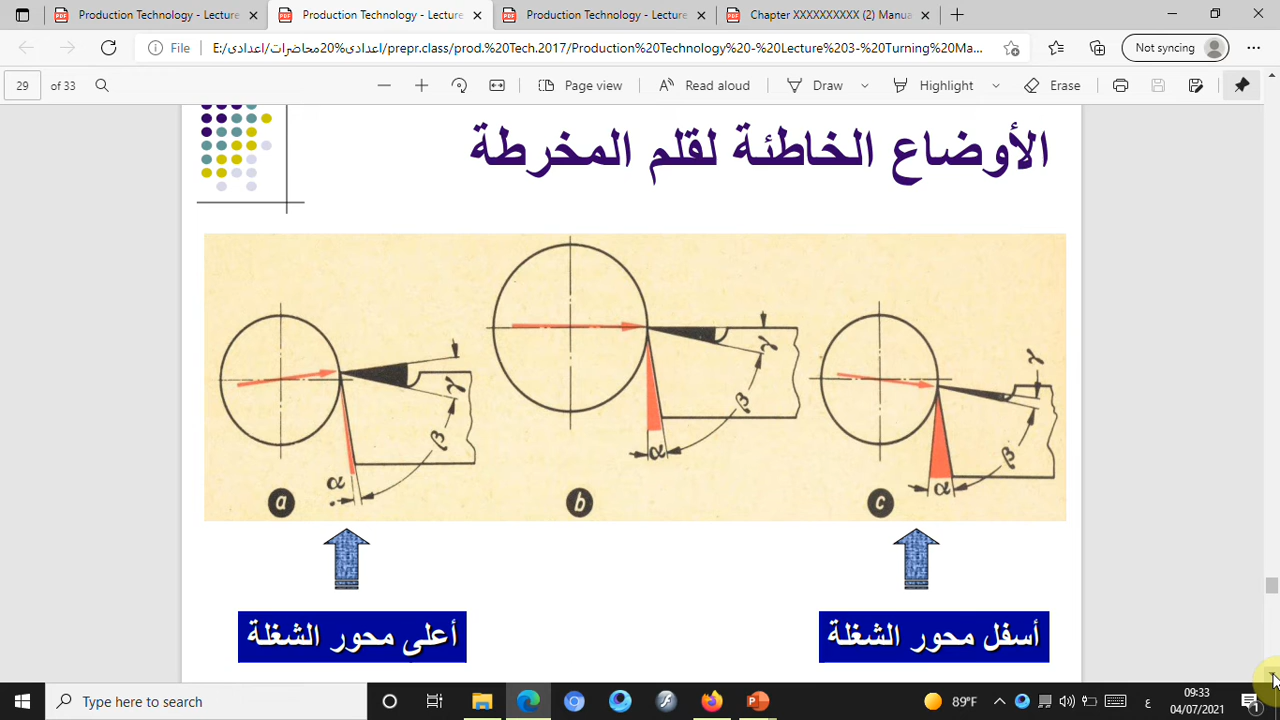 Production Technology - Lecture
Production Technology - Lecture
Production Technology - Lecture
Chapter XXXXXXXXXX (2) Manua
File
E:/اعدادى/محاضرات%20اعدادى/prepr.class/prod.%20Tech.2017/Production%20Technology%20-%20Lecture%203-%20Turning%20Ma...
Not syncing
29 of 33
Page view
Read aloud
Draw
Highlight
Erase
الأوضاع الخاطئة لقلم المخرطة
γ
β
α
a
γ
β
α
b
γ
β
α
c
أعلى محور الشغلة
أسفل محور الشغلة
Type here to search
89°F
ع
09:33
04/07/2021
1